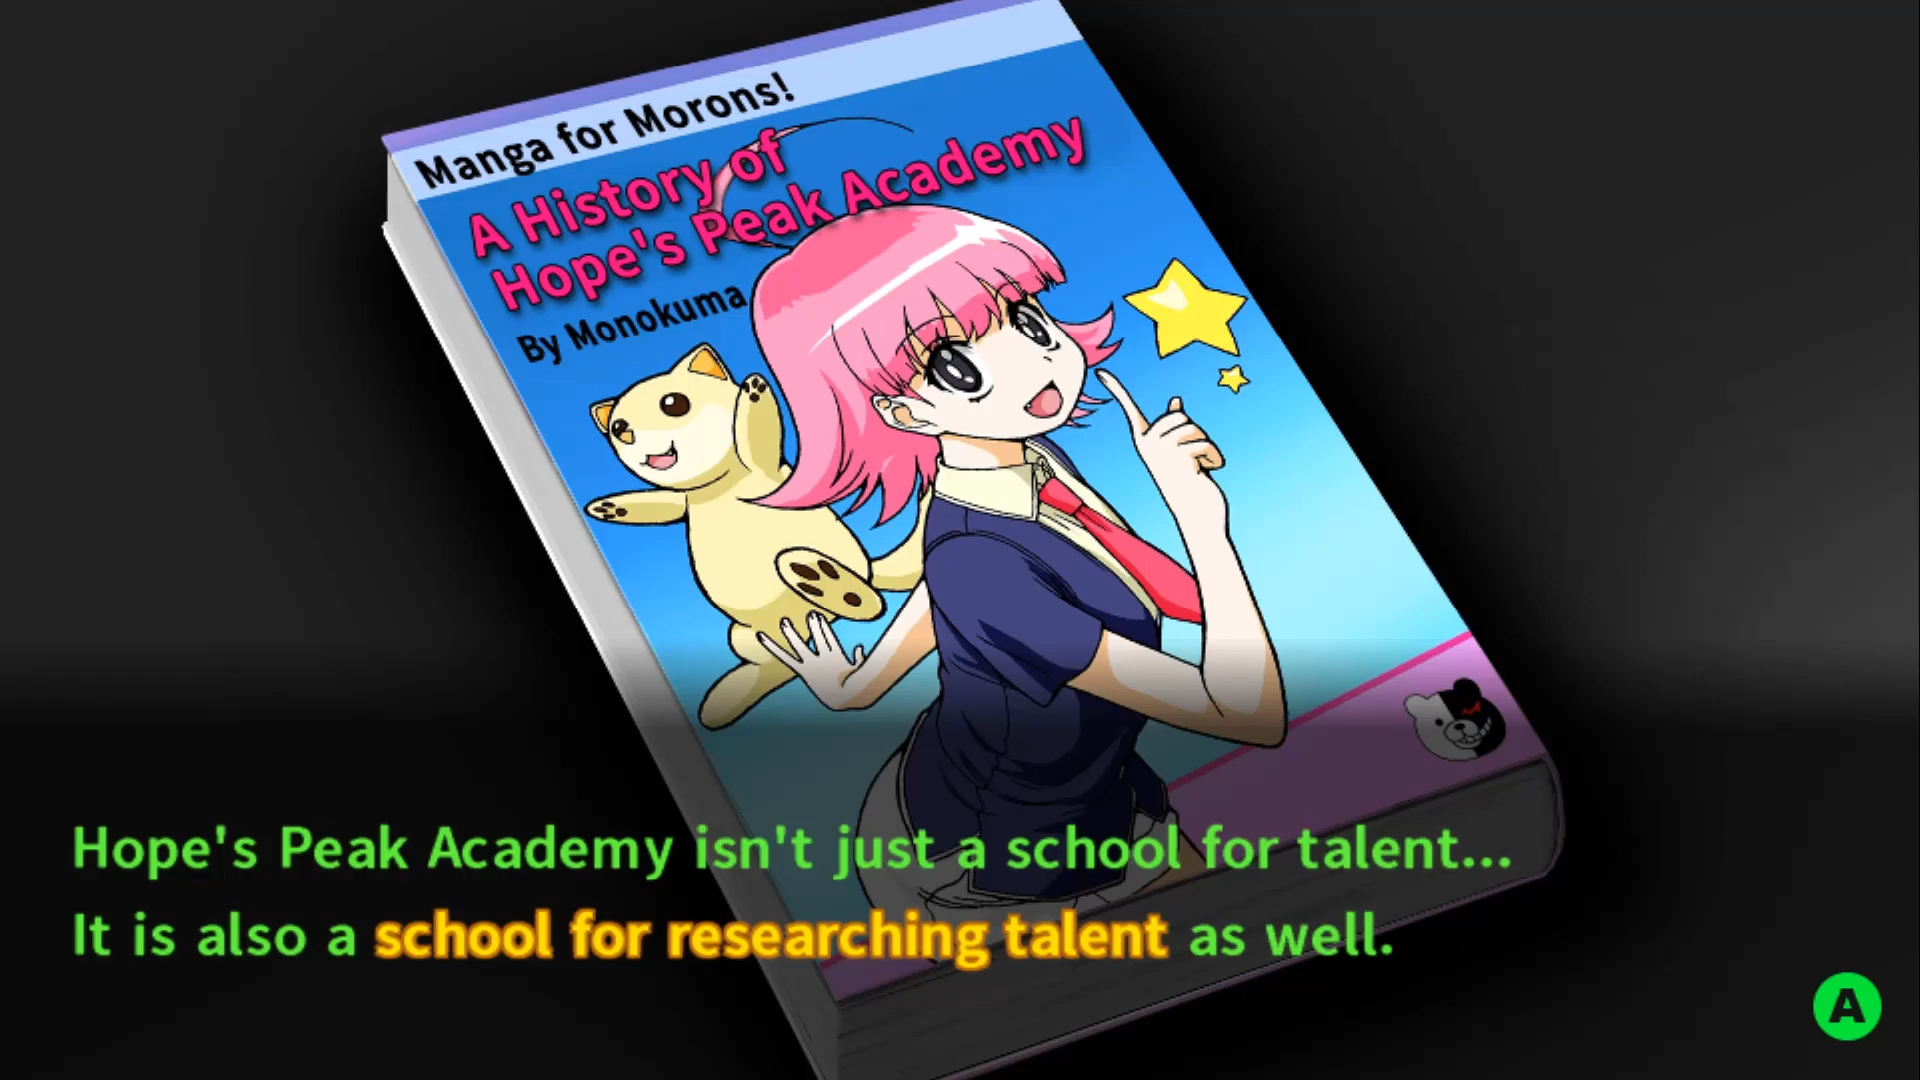 Manga for Morons!
A History of
Hope's Peak Academy
By Monokuma
Hope's Peak Academy isn't just a school for talent...
It is also a school for researching talent as well.
A